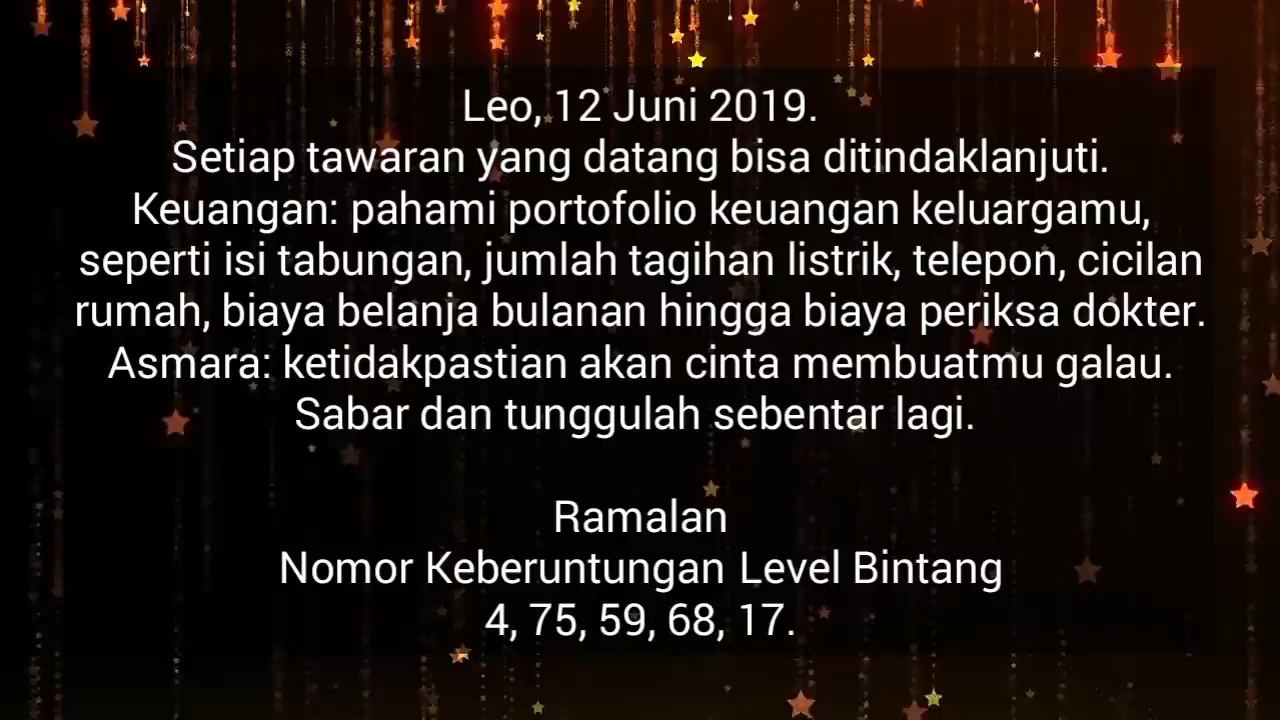 Leo, 12 Juni 2019.
Setiap tawaran yang datang bisa ditindaklanjuti.
Keuangan: pahami portofolio keuangan keluargamu,
seperti isi tabungan, jumlah tagihan listrik, telepon, cicilan
rumah, biaya belanja bulanan hingga biaya periksa dokter.
Asmara: ketidakpastian akan cinta membuatmu galau.
Sabar dan tunggulah sebentar lagi.
Ramalan
Nomor Keberuntungan Level Bintang
4, 75, 59, 68, 17.